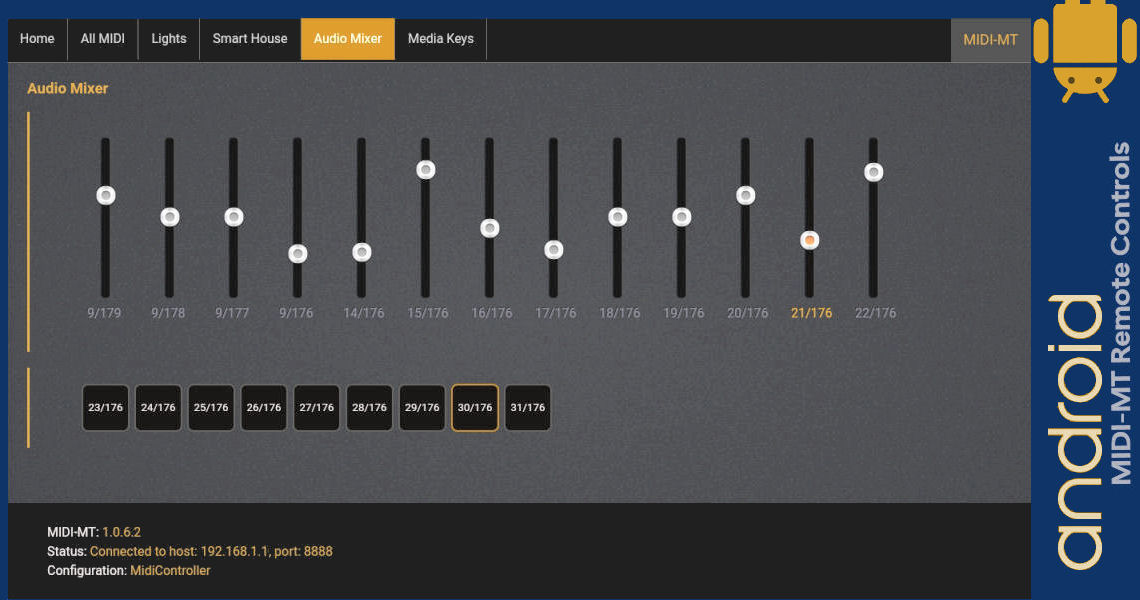 Home All MIDI Lights Smart House Audio Mixer Media Keys MIDI-MT
Audio Mixer
9/179 9/178 9/177 9/176 14/176 15/176 16/176 17/176 18/176 19/176 20/176 21/176 22/176
23/176 24/176 25/176 26/176 27/176 28/176 29/176 30/176 31/176
MIDI-MT: 1.0.6.2
Status: Connected to host: 192.168.1.1, port: 8888
Configuration: MidiController
android
MIDI-MT Remote Controls